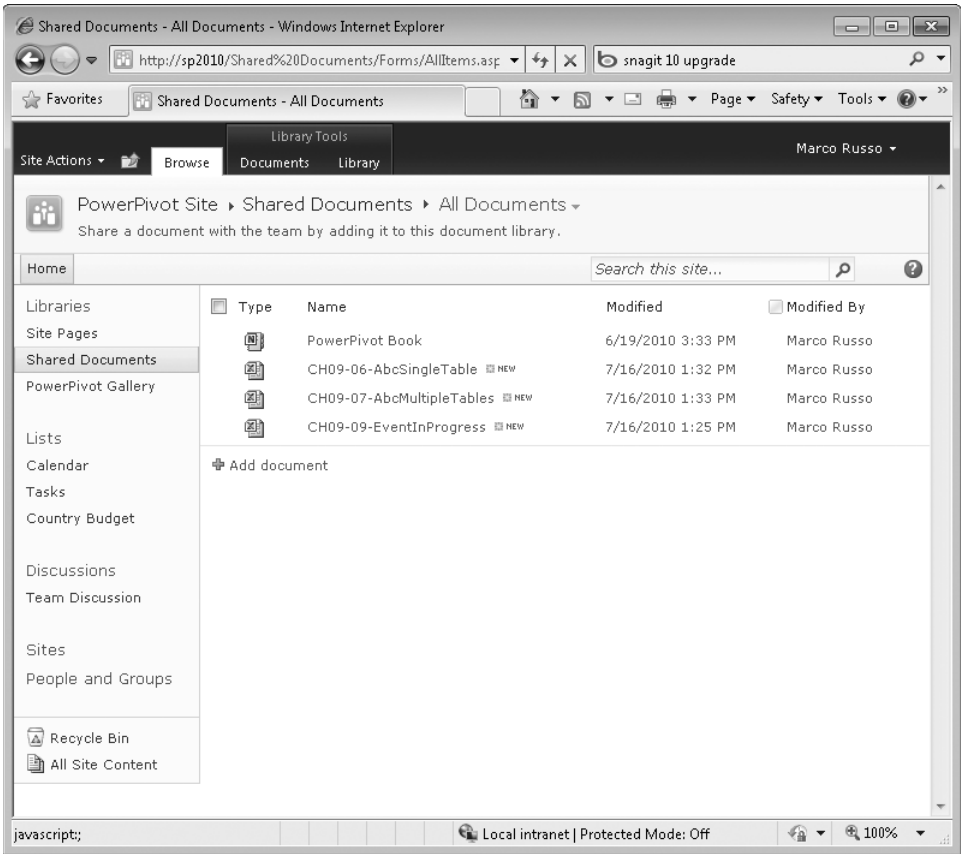 Shared Documents - All Documents - Windows Internet Explorer
http://sp2010/Shared%20Documents/Forms/AllItems.asp
snagit 10 upgrade
Favorites
Shared Documents - All Documents
Page Safety Tools
Library Tools
Site Actions Browse Documents Library
Marco Russo
PowerPivot Site Shared Documents All Documents
Share a document with the team by adding it to this document library.
Home
Search this site...
Libraries
Site Pages
Shared Documents
PowerPivot Gallery
Lists
Calendar
Tasks
Country Budget
Discussions
Team Discussion
Sites
People and Groups
Recycle Bin
All Site Content
Type Name Modified Modified By
PowerPivot Book 6/19/2010 3:33 PM Marco Russo
CH09-06-AbcSingleTable NEW 7/16/2010 1:32 PM Marco Russo
CH09-07-AbcMultipleTables NEW 7/16/2010 1:33 PM Marco Russo
CH09-09-EventInProgress NEW 7/16/2010 1:25 PM Marco Russo
Add document
javascript:;
Local intranet | Protected Mode: Off
100%